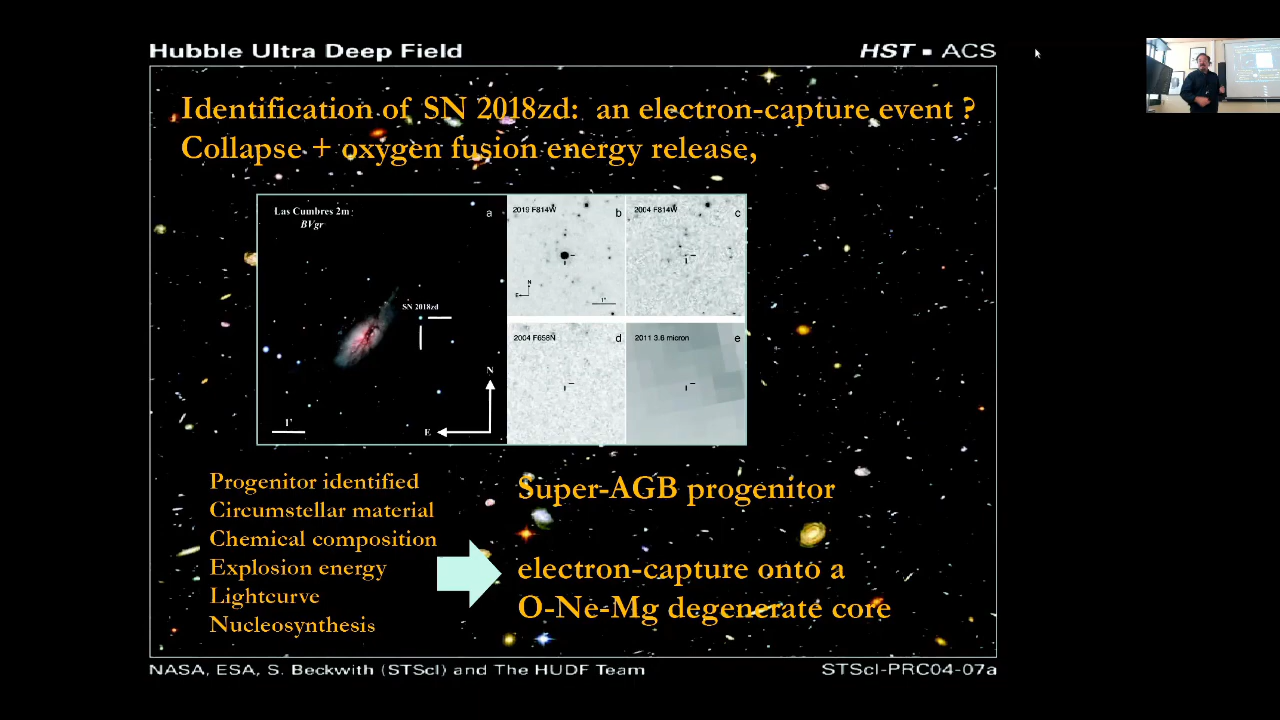 Hubble Ultra Deep Field
HST ▪ ACS
Identification of SN 2018zd: an electron-capture event ?
Collapse + oxygen fusion energy release,
Las Cumbres 2m
BVgr
a
SN 2018zd
N
E
1'
2019 F814W
b
N
E
1"
2004 F814W
c
2004 F658N
d
2011 3.6 micron
e
Progenitor identified
Circumstellar material
Chemical composition
Explosion energy
Lightcurve
Nucleosynthesis
Super-AGB progenitor
electron-capture onto a
O-Ne-Mg degenerate core
NASA, ESA, S. Beckwith (STScI) and The HUDF Team
STScI-PRC04-07a